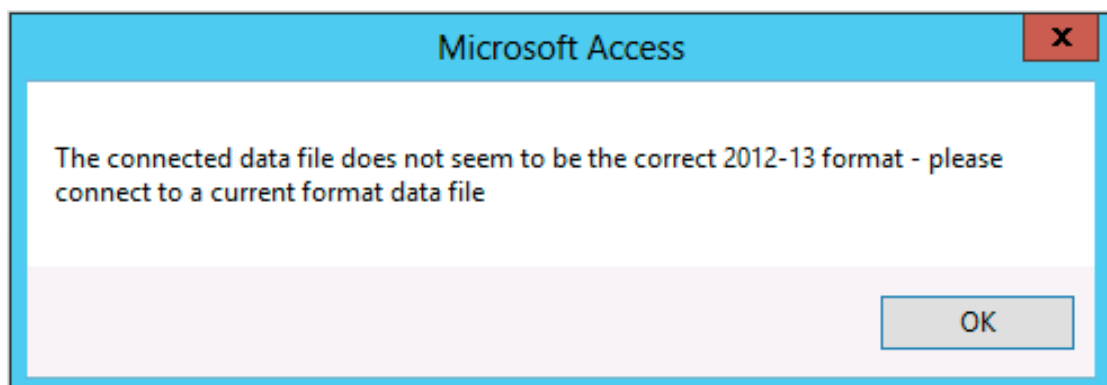 Microsoft Access
x
The connected data file does not seem to be the correct 2012-13 format - please
connect to a current format data file
OK